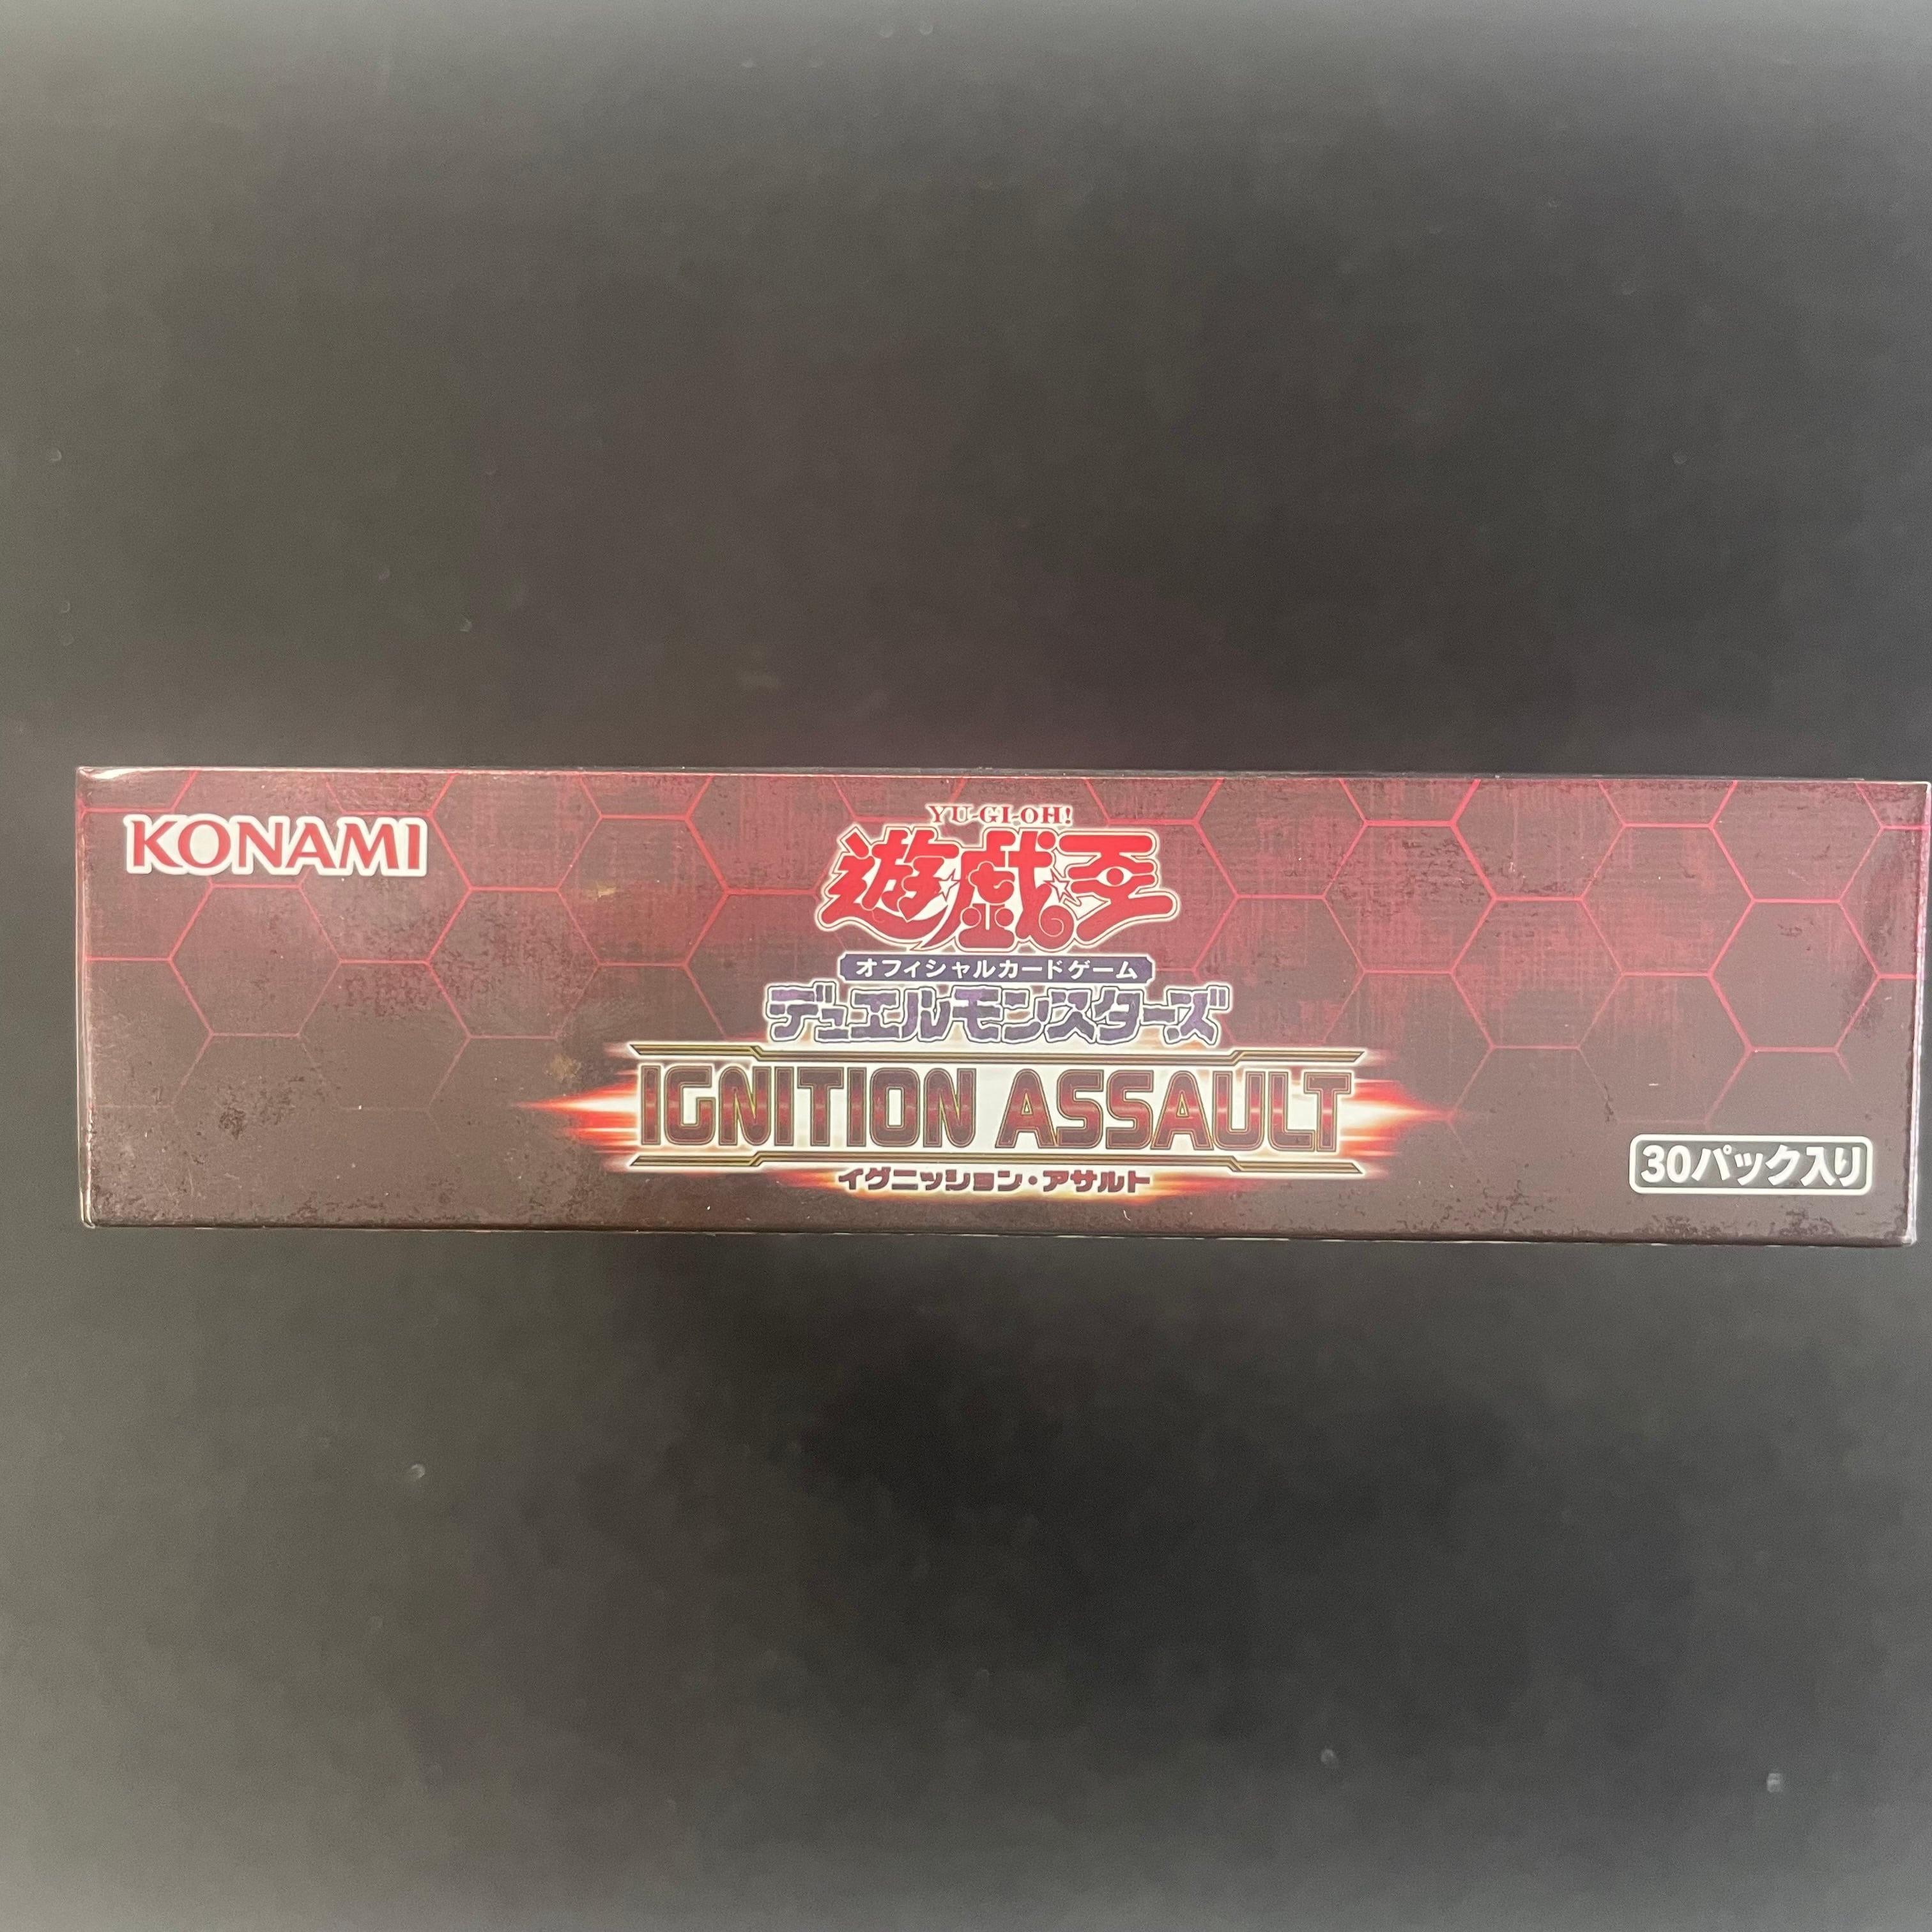 KONAMI
YU-GI-OH!
遊戯王
オフィシャルカードゲーム
デュエルモンスターズ
IGNITION ASSAULT
イグニッション・アサルト
30パック入り